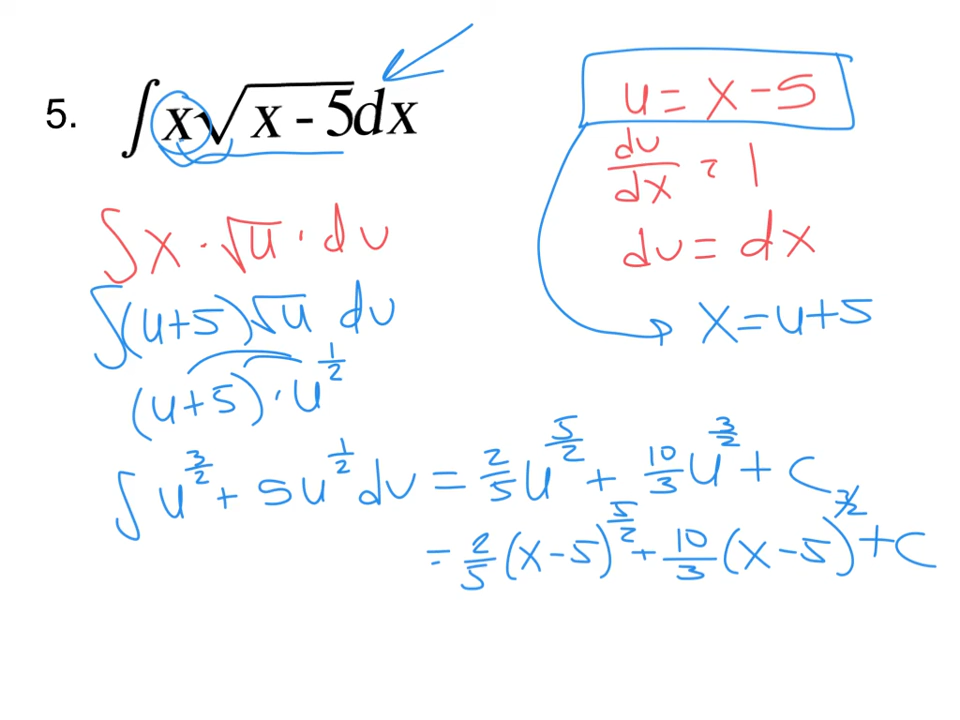 5. ∫x√(x - 5)dx
u = x - 5
du/dx = 1
du = dx
∫x · √u · du
x = u+5
∫(u+5)√u du
(u+5) · u^(1/2)
∫u^(3/2) + 5u^(1/2) du = 2/5 u^(5/2) + 10/3 u^(3/2) + C
= 2/5 (x-5)^(5/2) + 10/3 (x-5)^(3/2) + C